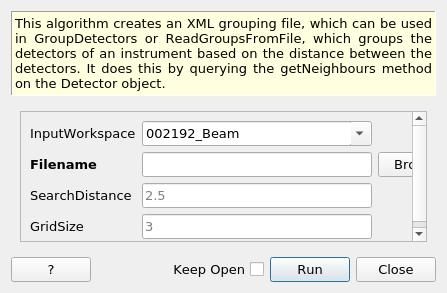 This algorithm creates an XML grouping file, which can be used
in GroupDetectors or ReadGroupsFromFile, which groups the
detectors of an instrument based on the distance between the
detectors. It does this by querying the getNeighbours method
on the Detector object.
InputWorkspace 002192_Beam
Filename Bro
SearchDistance 2.5
GridSize 3
? Keep Open Run Close